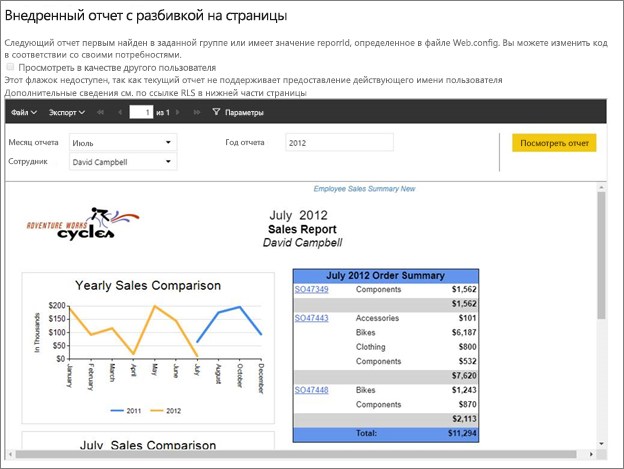 Внедренный отчет с разбивкой на страницы
Следующий отчет первым найден в заданной группе или имеет значение reporrId, определенное в файле Web.config. Вы можете изменить код
в соответствии со своими потребностями.
Просмотреть в качестве другого пользователя
Этот флажок недоступен, так как текущий отчет не поддерживает предоставление действующего имени пользователя
Дополнительные сведения см. по ссылке RLS в нижней части страницы
Файл Экспорт 1 из 1 Параметры
Месяц отчета Июль Год отчета 2012 Посмотреть отчет
Сотрудник David Campbell
Employee Sales Summary New
ADVENTURE WORKS
cycles
July 2012
Sales Report
David Campbell
Yearly Sales Comparison
In Thousands
$200
$150
$100
$50
$0
January February March April May June July August October December
2011 2012
July Sales Comparison
July 2012 Order Summary
SO47349 Components $1,562
$1,562
SO47443 Accessories $101
Bikes $6,187
Clothing $800
Components $532
$7,620
SO47448 Bikes $1,243
Components $870
$2,113
Total: $11,294